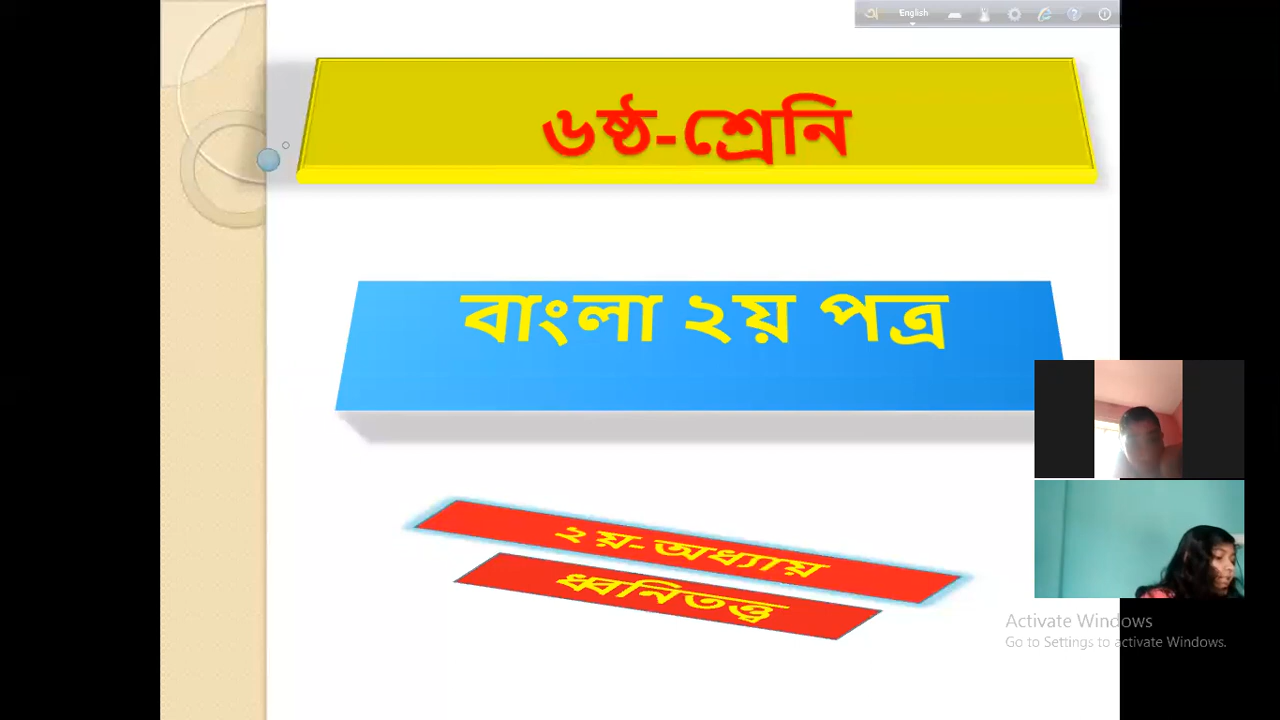 English
৬ষ্ঠ-শ্রেনি
বাংলা ২য় পত্র
২য়-অধ্যায়
ধ্বনিতত্ত্ব
Activate Windows
Go to Settings to activate Windows.